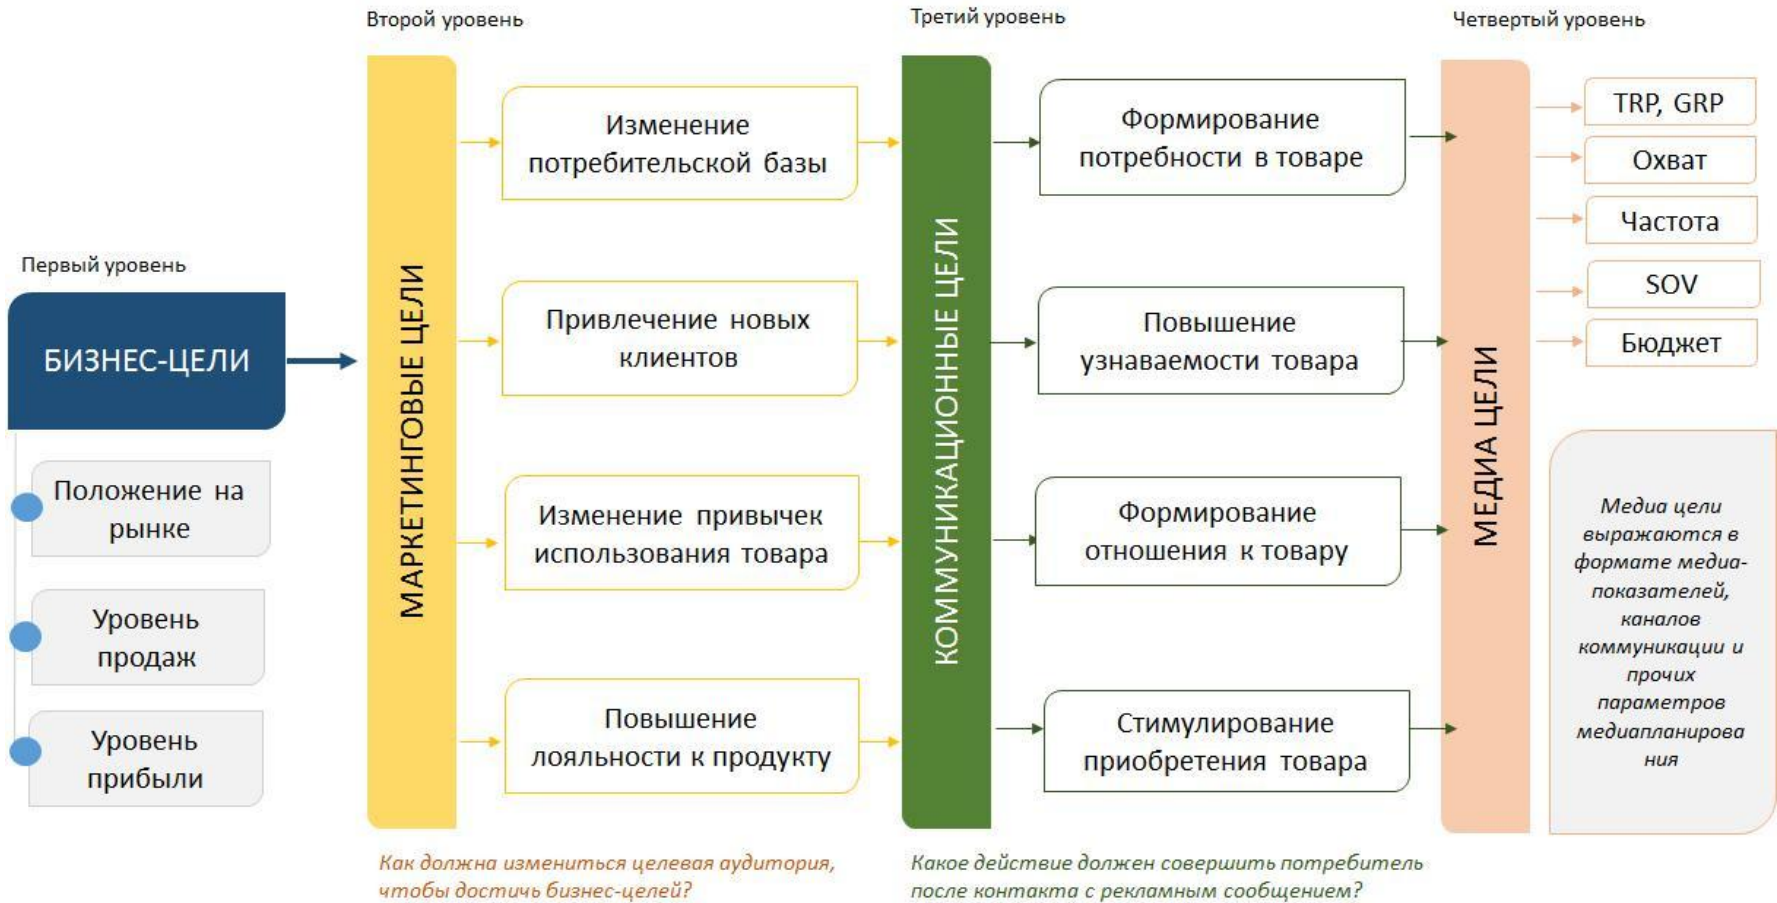 Первый уровень
БИЗНЕС-ЦЕЛИ
Положение на
рынке
Уровень
продаж
Уровень
прибыли
Второй уровень
МАРКЕТИНГОВЫЕ ЦЕЛИ
Изменение
потребительской базы
Привлечение новых
клиентов
Изменение привычек
использования товара
Повышение
лояльности к продукту
Как должна измениться целевая аудитория,
чтобы достичь бизнес-целей?
Третий уровень
КОММУНИКАЦИОННЫЕ ЦЕЛИ
Формирование
потребности в товаре
Повышение
узнаваемости товара
Формирование
отношения к товару
Стимулирование
приобретения товара
Какое действие должен совершить потребитель
после контакта с рекламным сообщением?
Четвертый уровень
МЕДИА ЦЕЛИ
TRP, GRP
Охват
Частота
SOV
Бюджет
Медиа цели
выражаются в
формате медиа-
показателей,
каналов
коммуникации и
прочих
параметров
медиапланирова
ния